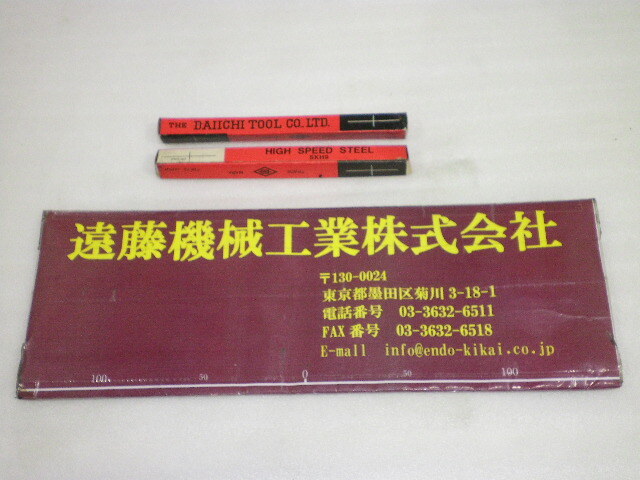 THE DAIICHI TOOL CO. LTD.
HIGH SPEED STEEL
SKH9
遠藤機械工業株式会社
〒130-0024
東京都墨田区菊川 3-18-1
電話番号 03-3632-6511
FAX 番号 03-3632-6518
E-mail info@endo-kikai.co.jp
100 50 0 50 100